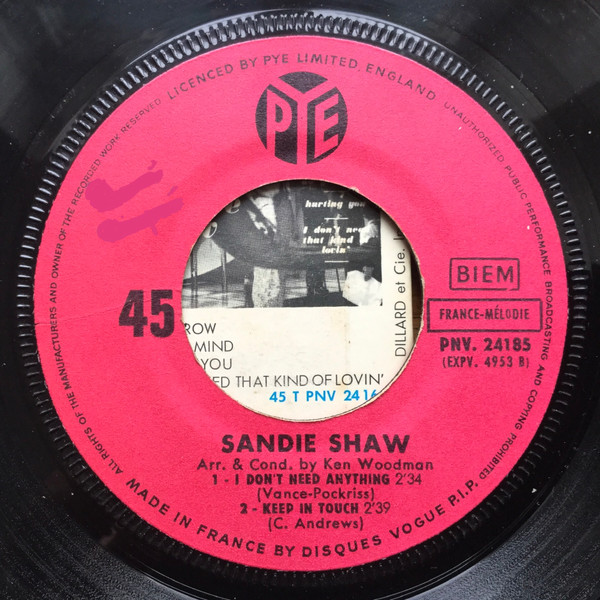 LICENCED BY PYE LIMITED. ENGLAND
UNAUTHORIZED PUBLIC PERFORMANCE BROADCASTING AND COPYING PROHIBITED
ALL RIGHTS OF THE MANUFACTURERS AND OWNER OF THE RECORDED WORK RESERVED
PYE
hurting you
I don't need
that kind of
lovin'
DILLARD et Cie.
BIEM
FRANCE-MÉLODIE
45
PNV. 24185
(EXPV. 4953 B)
ROW
MIND
YOU
ED THAT KIND OF LOVIN'
45 T PNV 2416
SANDIE SHAW
Arr. & Cond. by Ken Woodman
1 - I DON'T NEED ANYTHING 2'34
(Vance-Pockriss)
2 - KEEP IN TOUCH 2'39
(C. Andrews)
MADE IN FRANCE BY DISQUES VOGUE P.I.P.